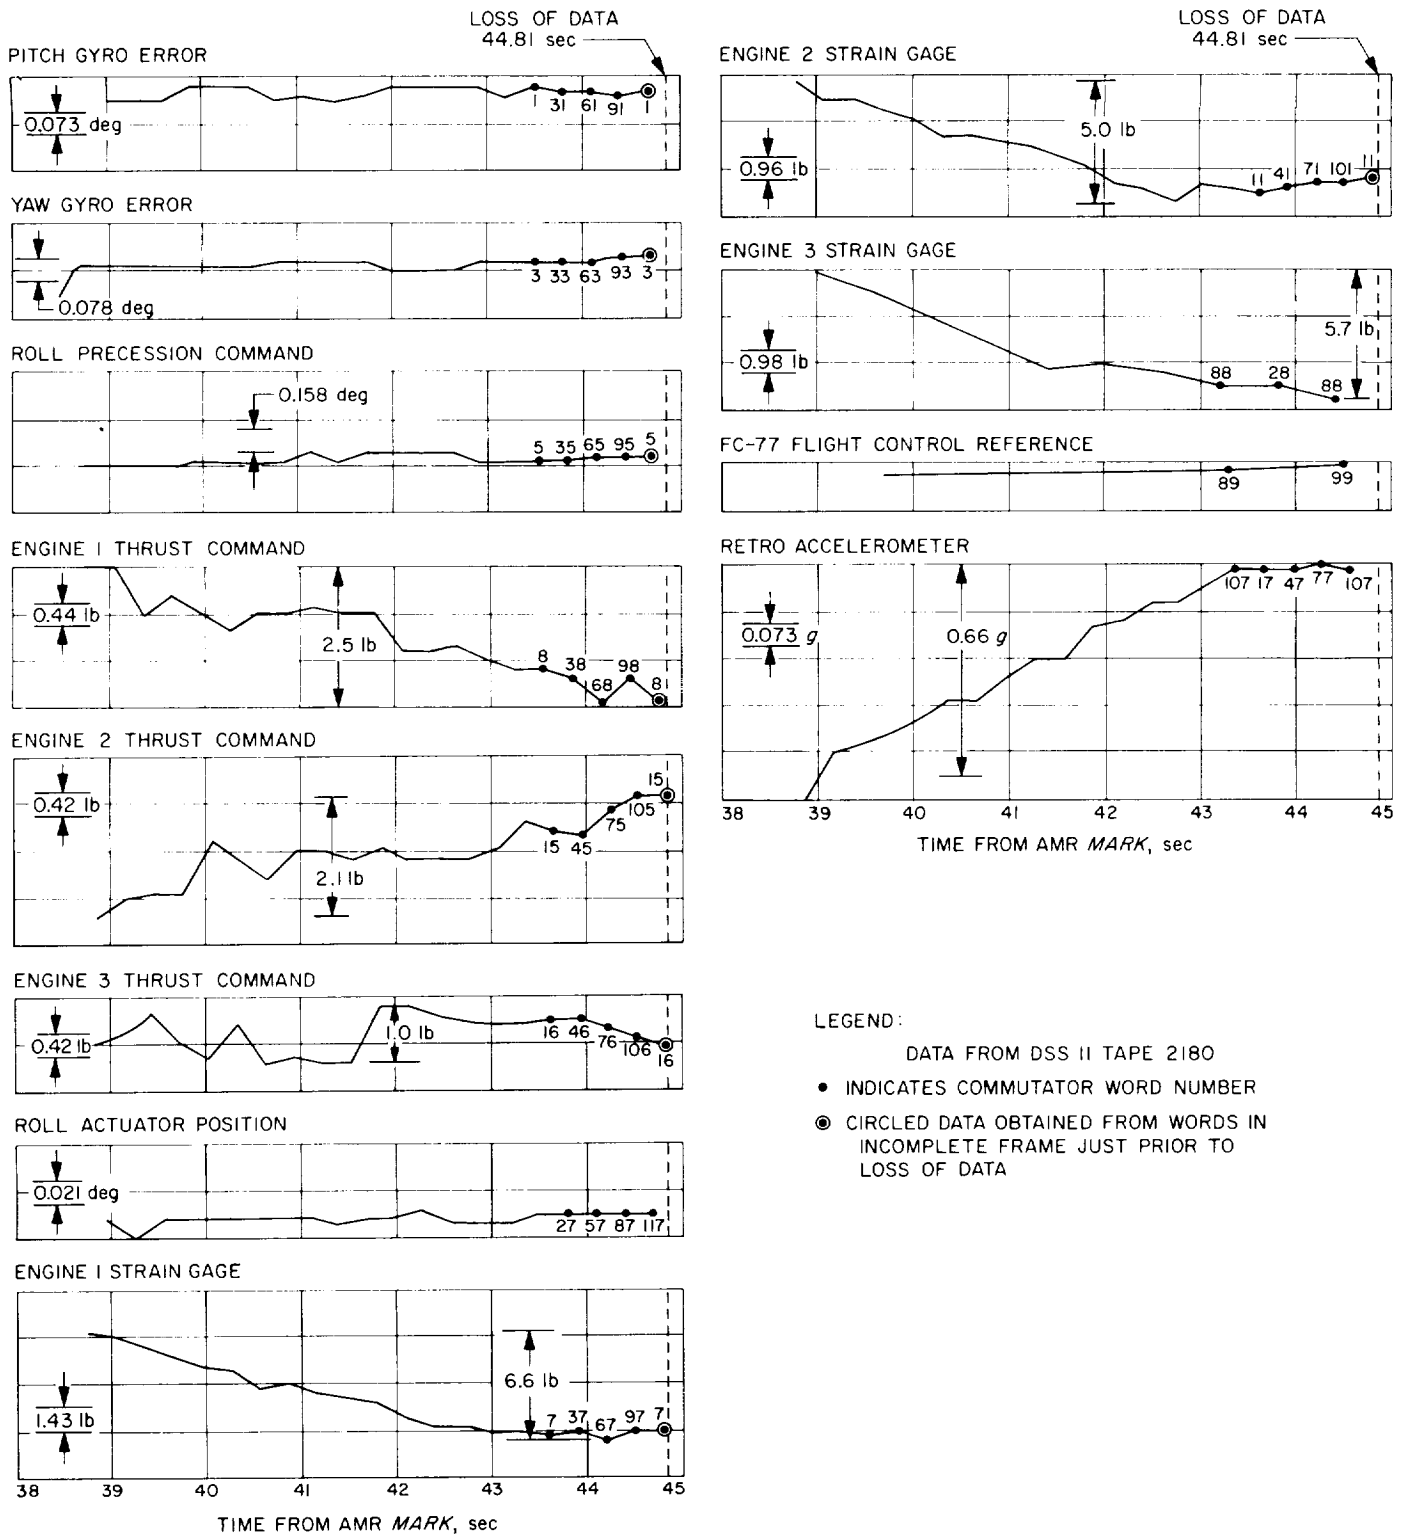 LOSS OF DATA
44.81 sec
PITCH GYRO ERROR
0.073 deg
1 31 61 91 1
YAW GYRO ERROR
0.078 deg
3 33 63 93 3
ROLL PRECESSION COMMAND
0.158 deg
5 35 65 95 5
ENGINE 1 THRUST COMMAND
0.44 lb
2.5 lb
8 38 68 98 8
ENGINE 2 THRUST COMMAND
0.42 lb
2.1 lb
15 45 75 105 15
ENGINE 3 THRUST COMMAND
0.42 lb
1.0 lb
16 46 76 106 16
ROLL ACTUATOR POSITION
0.021 deg
27 57 87 117
ENGINE 1 STRAIN GAGE
1.43 lb
6.6 lb
7 37 67 97 7
38 39 40 41 42 43 44 45
TIME FROM AMR MARK, sec
LOSS OF DATA
44.81 sec
ENGINE 2 STRAIN GAGE
0.96 lb
5.0 lb
11 41 71 101 11
ENGINE 3 STRAIN GAGE
0.98 lb
5.7 lb
88 28 88
FC-77 FLIGHT CONTROL REFERENCE
89 99
RETRO ACCELEROMETER
0.073 g
0.66 g
107 17 47 77 107
38 39 40 41 42 43 44 45
TIME FROM AMR MARK, sec
LEGEND:
DATA FROM DSS 11 TAPE 2180
INDICATES COMMUTATOR WORD NUMBER
CIRCLED DATA OBTAINED FROM WORDS IN
INCOMPLETE FRAME JUST PRIOR TO
LOSS OF DATA